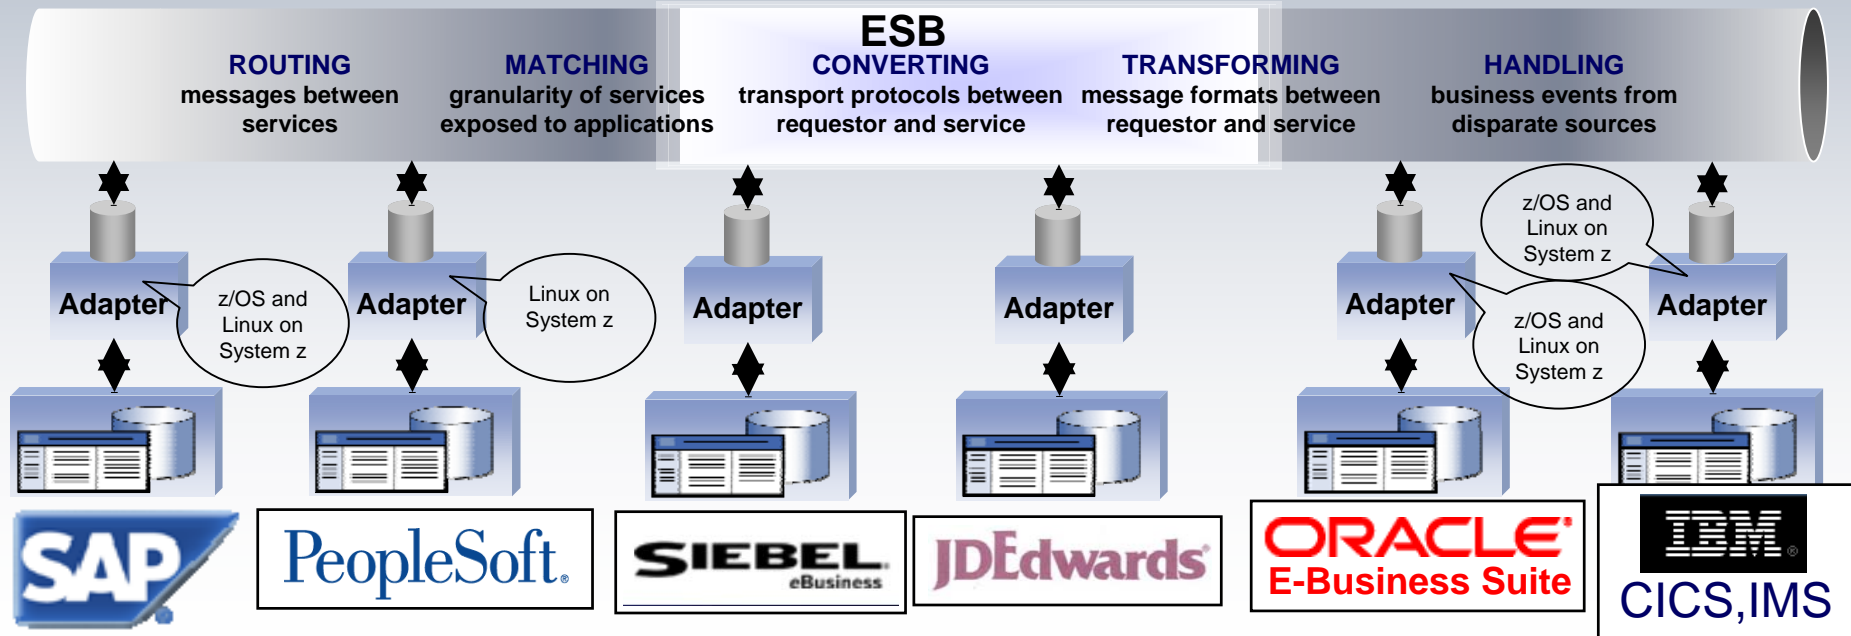 ESB
ROUTING
messages between
services
MATCHING
granularity of services
exposed to applications
CONVERTING
transport protocols between
requestor and service
TRANSFORMING
message formats between
requestor and service
HANDLING
business events from
disparate sources
Adapter
z/OS and
Linux on
System z
Adapter
Linux on
System z
Adapter
Adapter
Adapter
z/OS and
Linux on
System z
z/OS and
Linux on
System z
Adapter
SAP
®
PeopleSoft.
SIEBEL
eBusiness
JDEdwards
ORACLE
E-Business Suite
IBM®
CICS,IMS